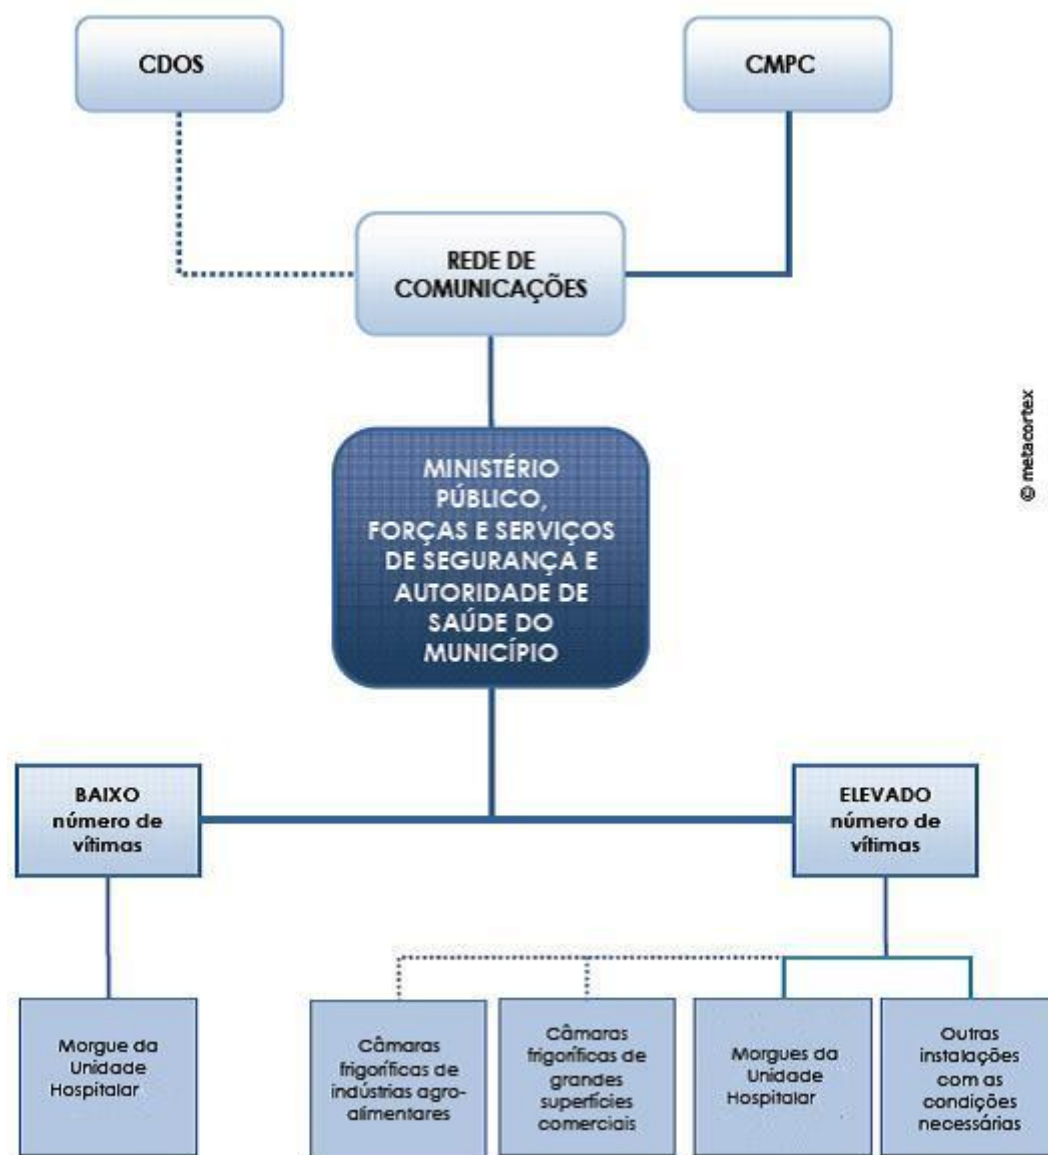 CDOS
CMPC
REDE DE
COMUNICAÇÕES
© metacortex
MINISTÉRIO
PÚBLICO,
FORÇAS E SERVIÇOS
DE SEGURANÇA E
AUTORIDADE DE
SAÚDE DO
MUNICÍPIO
BAIXO
número de
vítimas
ELEVADO
número de
vítimas
Morgue da
Unidade
Hospitalar
Câmaras
frigoríficas de
indústrias agro-
alimentares
Câmaras
frigoríficas de
grandes
superfícies
comerciais
Morgues da
Unidade
Hospitalar
Outras
instalações
com as
condições
necessárias